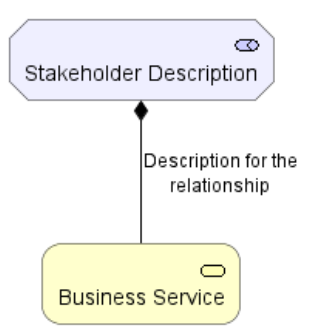 Stakeholder Description
Description for the
relationship
Business Service